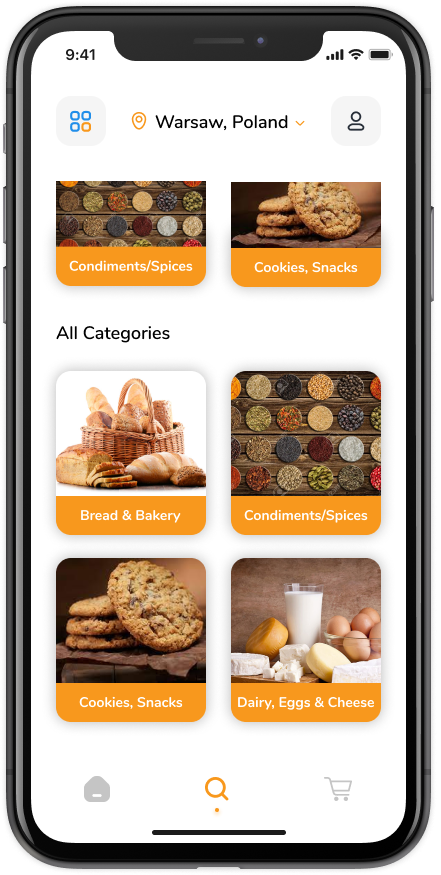 9:41
Warsaw, Poland
Condiments/Spices
Cookies, Snacks
All Categories
Bread & Bakery
Condiments/Spices
Cookies, Snacks
Dairy, Eggs & Cheese